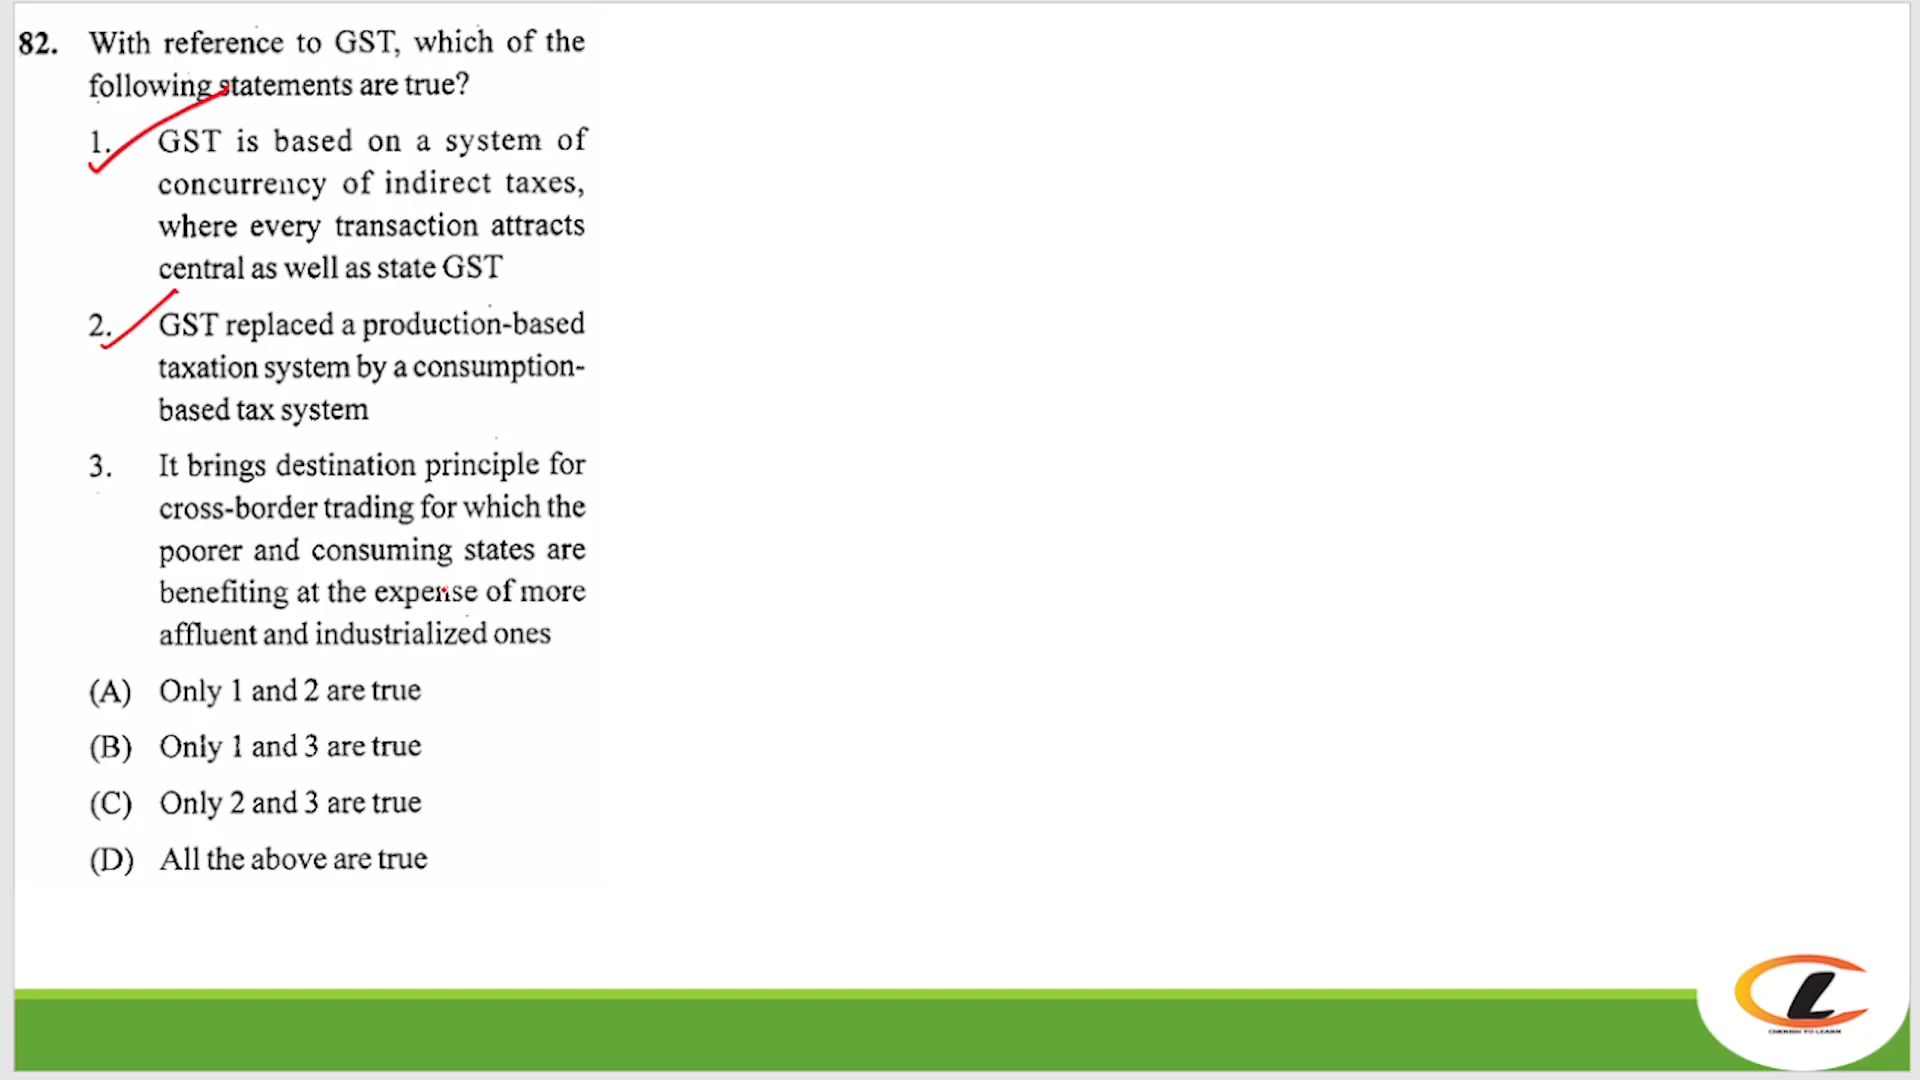 82. With reference to GST, which of the
following statements are true?
1. GST is based on a system of
concurrency of indirect taxes,
where every transaction attracts
central as well as state GST
2. GST replaced a production-based
taxation system by a consumption-
based tax system
3. It brings destination principle for
cross-border trading for which the
poorer and consuming states are
benefiting at the expense of more
affluent and industrialized ones
(A) Only 1 and 2 are true
(B) Only 1 and 3 are true
(C) Only 2 and 3 are true
(D) All the above are true
CHERISH TO LEARN